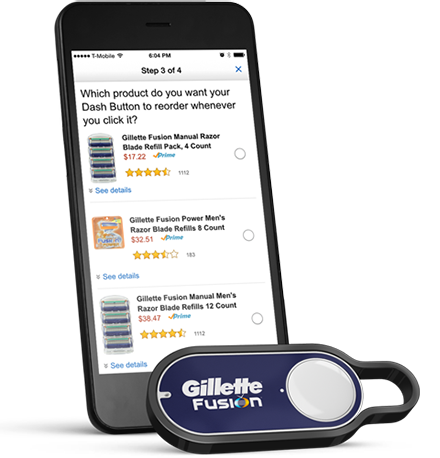 T-Mobile 6:04 PM
Step 3 of 4 ×
Which product do you want your
Dash Button to reorder whenever
you click it?
Gillette Fusion Manual Razor
Blade Refill Pack, 4 Count
$17.22 Prime
1112
See details
Gillette Fusion Power Men's
Razor Blade Refills 8 Count
$32.51 Prime
183
See details
Gillette Fusion Manual Men's
Razor Blade Refills 12 Count
$38.47 Prime
1112
See details
Gillette
Fusion